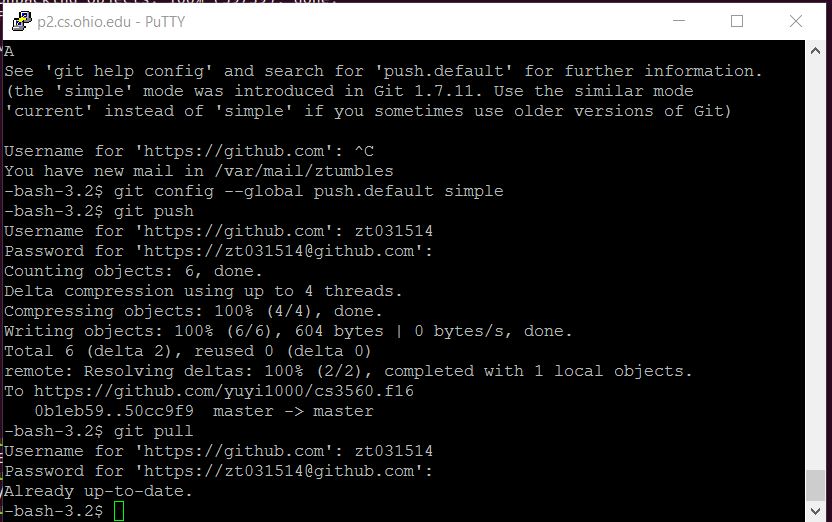 p2.cs.ohio.edu - PuTTY
A
See 'git help config' and search for 'push.default' for further information.
(the 'simple' mode was introduced in Git 1.7.11. Use the similar mode
'current' instead of 'simple' if you sometimes use older versions of Git)
Username for 'https://github.com': ^C
You have new mail in /var/mail/ztumbles
-bash-3.2$ git config --global push.default simple
-bash-3.2$ git push
Username for 'https://github.com': zt031514
Password for 'https://zt031514@github.com':
Counting objects: 6, done.
Delta compression using up to 4 threads.
Compressing objects: 100% (4/4), done.
Writing objects: 100% (6/6), 604 bytes | 0 bytes/s, done.
Total 6 (delta 2), reused 0 (delta 0)
remote: Resolving deltas: 100% (2/2), completed with 1 local objects.
To https://github.com/yuyi1000/cs3560.f16
   0b1eb59..50cc9f9  master -> master
-bash-3.2$ git pull
Username for 'https://github.com': zt031514
Password for 'https://zt031514@github.com':
Already up-to-date.
-bash-3.2$